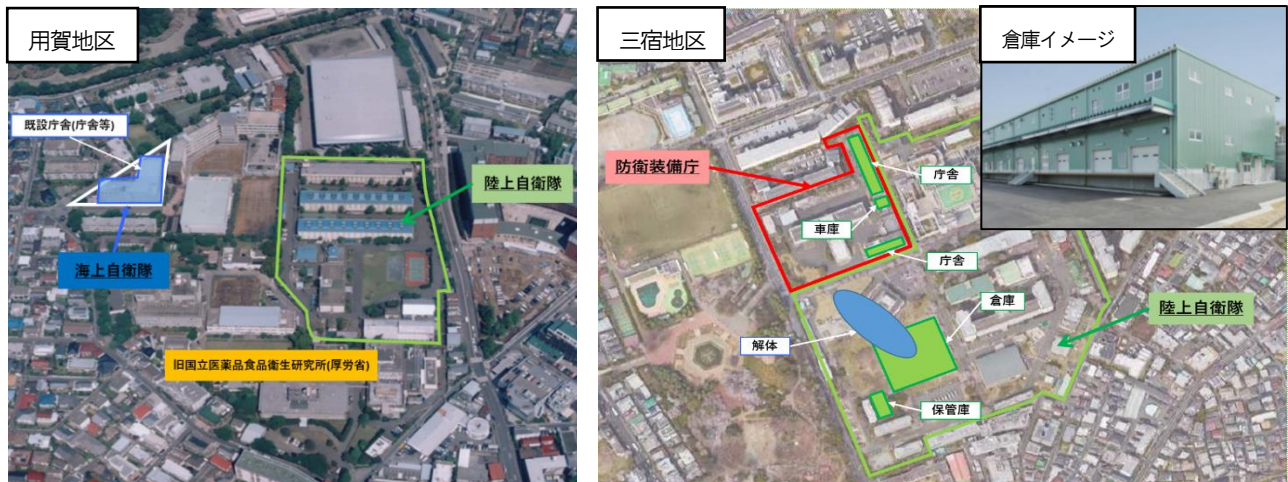 用賀地区
既設庁舎(庁舎等)
陸上自衛隊
海上自衛隊
旧国立医薬品食品衛生研究所(厚労省)
三宿地区
倉庫イメージ
防衛装備庁
庁舎
車庫
庁舎
倉庫
陸上自衛隊
解体
保管庫